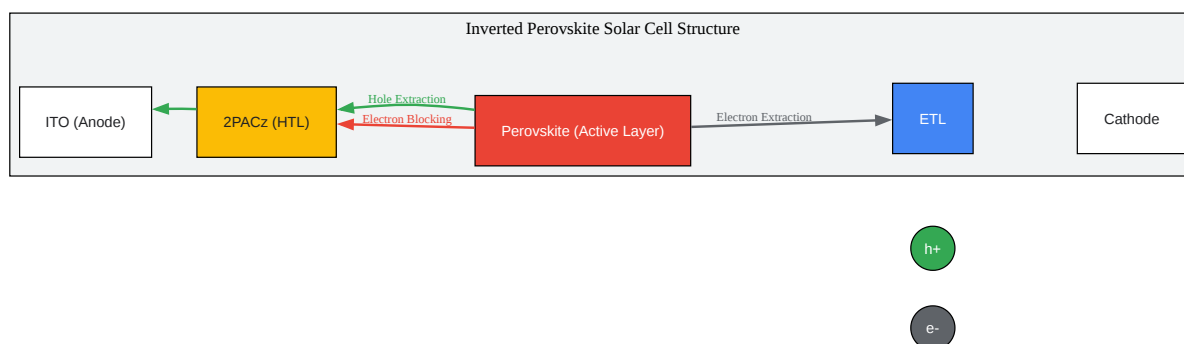 Inverted Perovskite Solar Cell Structure
ITO (Anode)
2PACz (HTL)
Hole Extraction
Electron Blocking
Perovskite (Active Layer)
Electron Extraction
ETL
Cathode
h+
e-